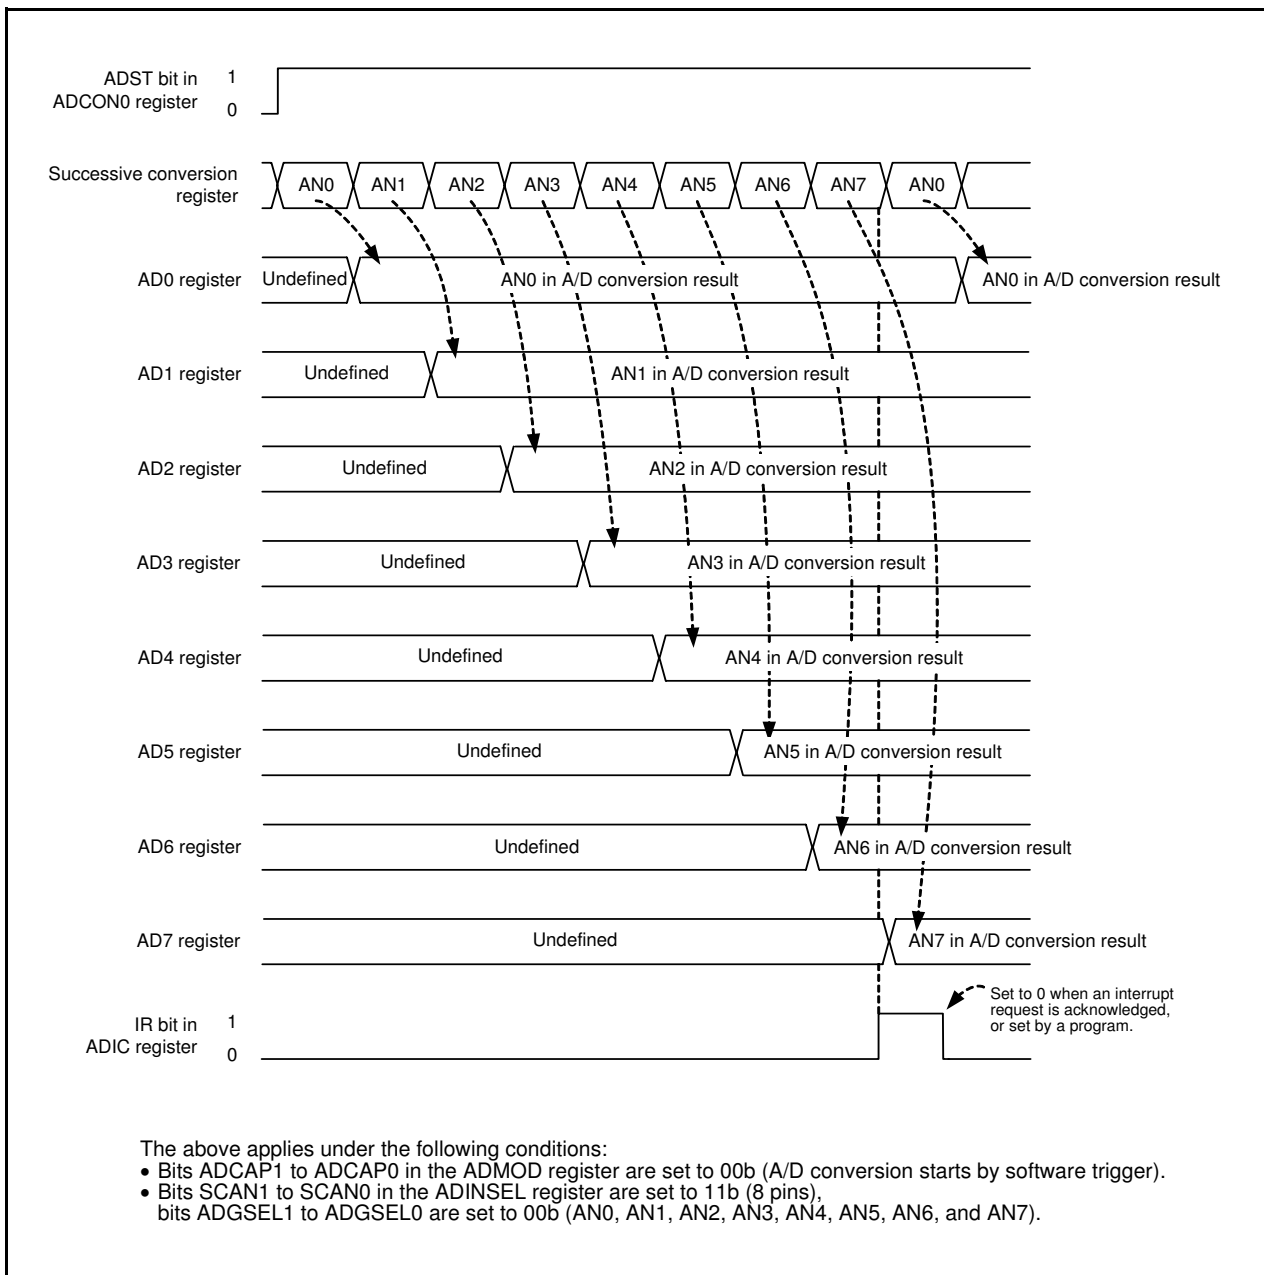 ADST bit in
ADCON0 register
1
0
Successive conversion
register
AN0 AN1 AN2 AN3 AN4 AN5 AN6 AN7 AN0
AD0 register
Undefined
AN0 in A/D conversion result
AN0 in A/D conversion result
AD1 register
Undefined
AN1 in A/D conversion result
AD2 register
Undefined
AN2 in A/D conversion result
AD3 register
Undefined
AN3 in A/D conversion result
AD4 register
Undefined
AN4 in A/D conversion result
AD5 register
Undefined
AN5 in A/D conversion result
AD6 register
Undefined
AN6 in A/D conversion result
AD7 register
Undefined
AN7 in A/D conversion result
IR bit in
ADIC register
1
0
Set to 0 when an interrupt
request is acknowledged,
or set by a program.
The above applies under the following conditions:
• Bits ADCAP1 to ADCAP0 in the ADMOD register are set to 00b (A/D conversion starts by software trigger).
• Bits SCAN1 to SCAN0 in the ADINSEL register are set to 11b (8 pins),
bits ADGSEL1 to ADGSEL0 are set to 00b (AN0, AN1, AN2, AN3, AN4, AN5, AN6, and AN7).